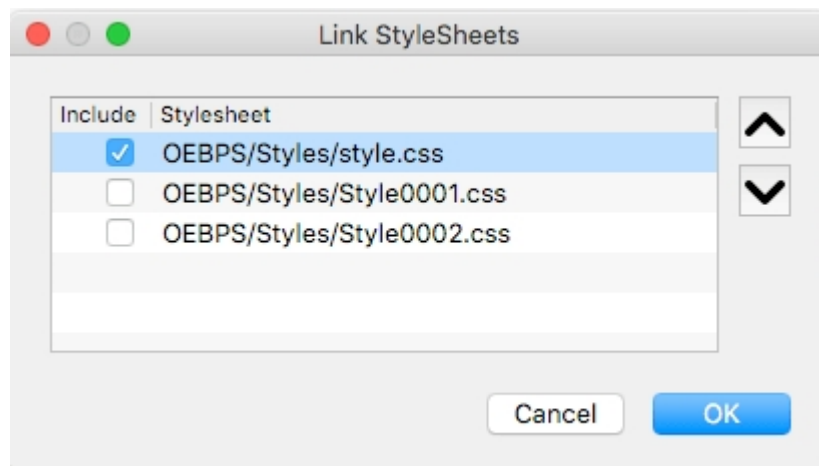 Link StyleSheets
Include Stylesheet
OEBPS/Styles/style.css
OEBPS/Styles/Style0001.css
OEBPS/Styles/Style0002.css
Cancel OK